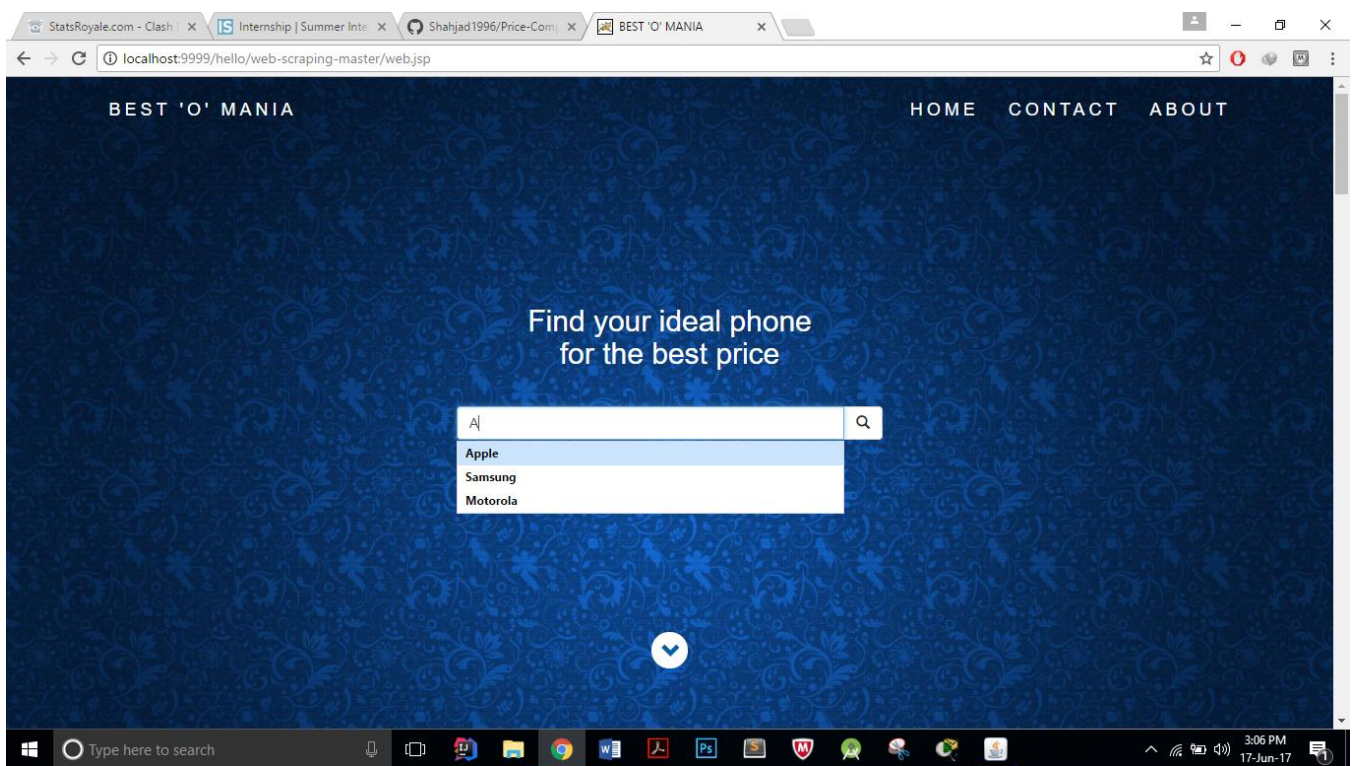 StatsRoyale.com - Clash
Internship | Summer Inte
Shahjad1996/Price-Com
BEST 'O' MANIA
localhost:9999/hello/web-scraping-master/web.jsp
BEST 'O' MANIA
HOME CONTACT ABOUT
Find your ideal phone
for the best price
A
Apple
Samsung
Motorola
Type here to search
3:06 PM
17-Jun-17